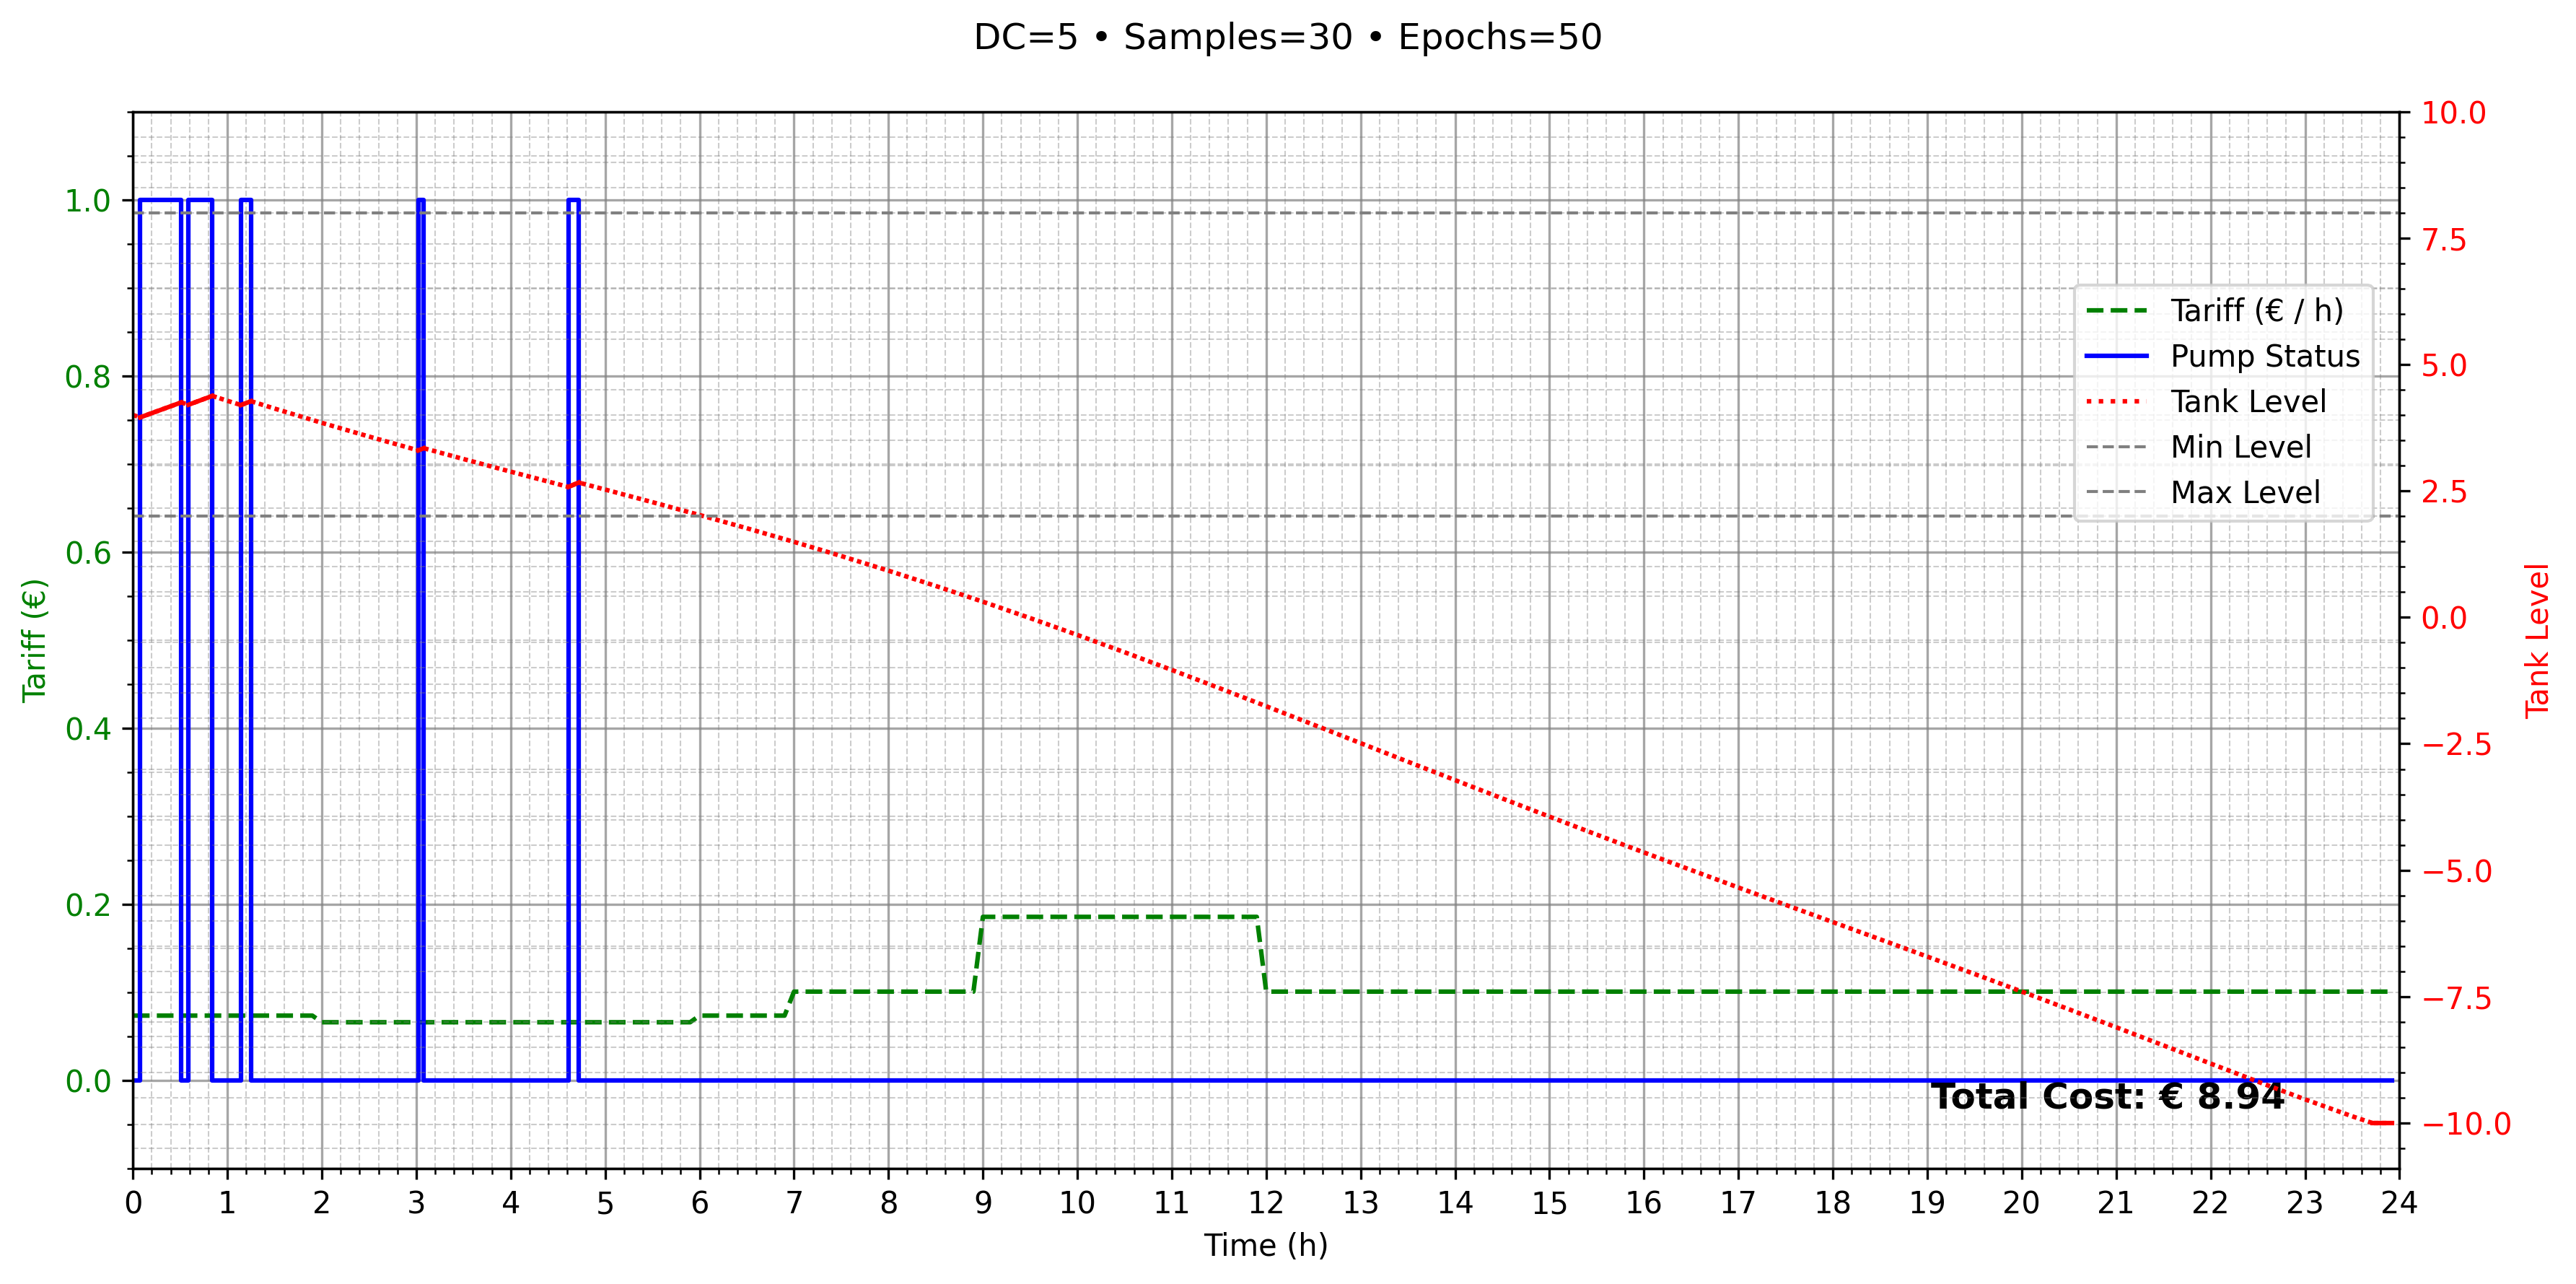 DC=5 • Samples=30 • Epochs=50
Tariff (€)
1.0
0.8
0.6
0.4
0.2
0.0
10.0
7.5
5.0
2.5
0.0
−2.5
−5.0
−7.5
−10.0
Tank Level
Tariff (€ / h)
Pump Status
Tank Level
Min Level
Max Level
Total Cost: € 8.94
0 1 2 3 4 5 6 7 8 9 10 11 12 13 14 15 16 17 18 19 20 21 22 23 24
Time (h)